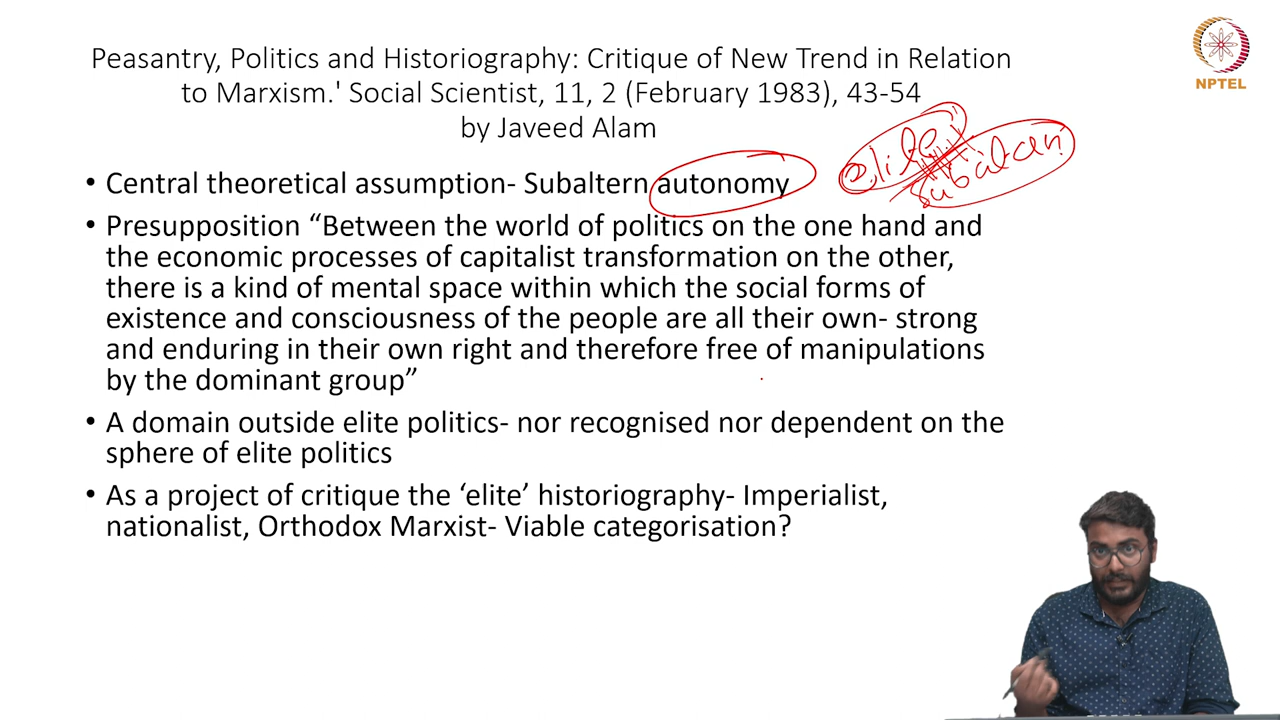 Peasantry, Politics and Historiography: Critique of New Trend in Relation
to Marxism.' Social Scientist, 11, 2 (February 1983), 43-54
by Javeed Alam
NPTEL
elite
subaltern
• Central theoretical assumption- Subaltern autonomy
• Presupposition “Between the world of politics on the one hand and
the economic processes of capitalist transformation on the other,
there is a kind of mental space within which the social forms of
existence and consciousness of the people are all their own- strong
and enduring in their own right and therefore free of manipulations
by the dominant group”
• A domain outside elite politics- nor recognised nor dependent on the
sphere of elite politics
• As a project of critique the ‘elite’ historiography- Imperialist,
nationalist, Orthodox Marxist- Viable categorisation?